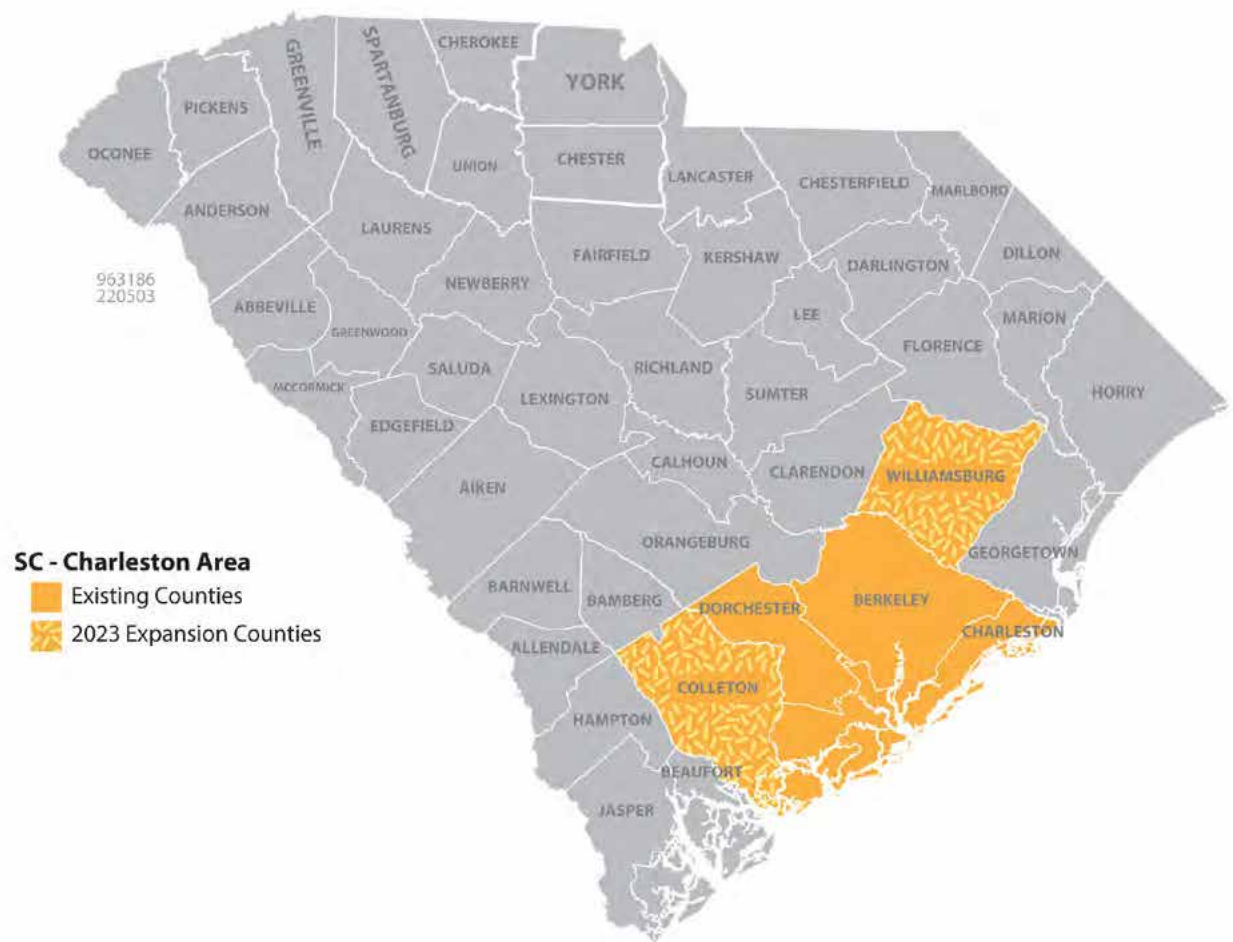 CHEROKEE
GREENVILLE
SPARTANBURG
YORK
PICKENS
OCONEE
UNION
CHESTER
LANCASTER
CHESTERFIELD
MARLBORO
ANDERSON
LAURENS
FAIRFIELD
KERSHAW
DARLINGTON
DILLON
963186
220503
NEWBERRY
ABBEVILLE
GREENWOOD
LEE
MARION
FLORENCE
SALUDA
RICHLAND
MCCORMICK
LEXINGTON
SUMTER
HORRY
EDGEFIELD
CALHOUN
CLARENDON
WILLIAMSBURG
AIKEN
ORANGEBURG
GEORGETOWN
SC - Charleston Area
Existing Counties
2023 Expansion Counties
BARNWELL
BAMBERG
DORCHESTER
BERKELEY
CHARLESTON
ALLENDALE
COLLETON
HAMPTON
BEAUFORT
JASPER